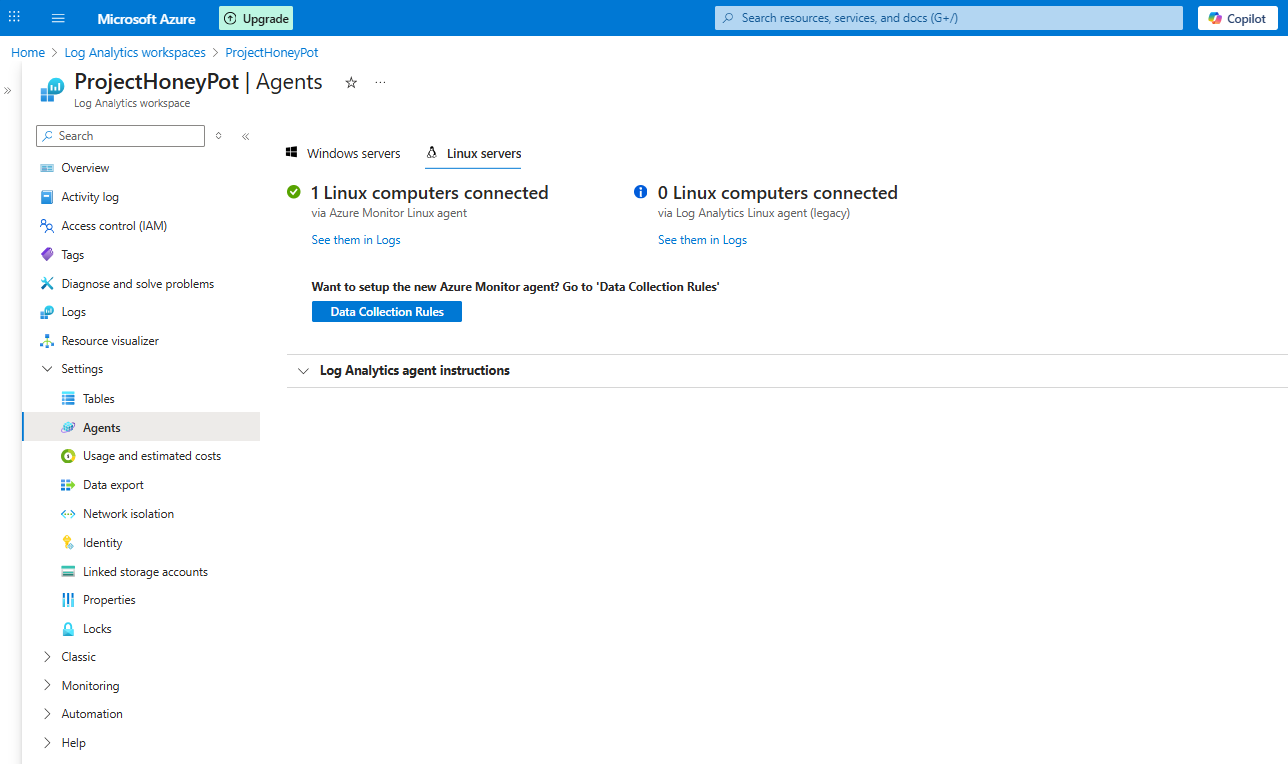 Microsoft Azure
Upgrade
Search resources, services, and docs (G+/)
Copilot
Home > Log Analytics workspaces > ProjectHoneyPot
ProjectHoneyPot | Agents
Log Analytics workspace
Search
Overview
Activity log
Access control (IAM)
Tags
Diagnose and solve problems
Logs
Resource visualizer
Settings
Tables
Agents
Usage and estimated costs
Data export
Network isolation
Identity
Linked storage accounts
Properties
Locks
Classic
Monitoring
Automation
Help
Windows servers
Linux servers
1 Linux computers connected
via Azure Monitor Linux agent
See them in Logs
0 Linux computers connected
via Log Analytics Linux agent (legacy)
See them in Logs
Want to setup the new Azure Monitor agent? Go to 'Data Collection Rules'
Data Collection Rules
Log Analytics agent instructions